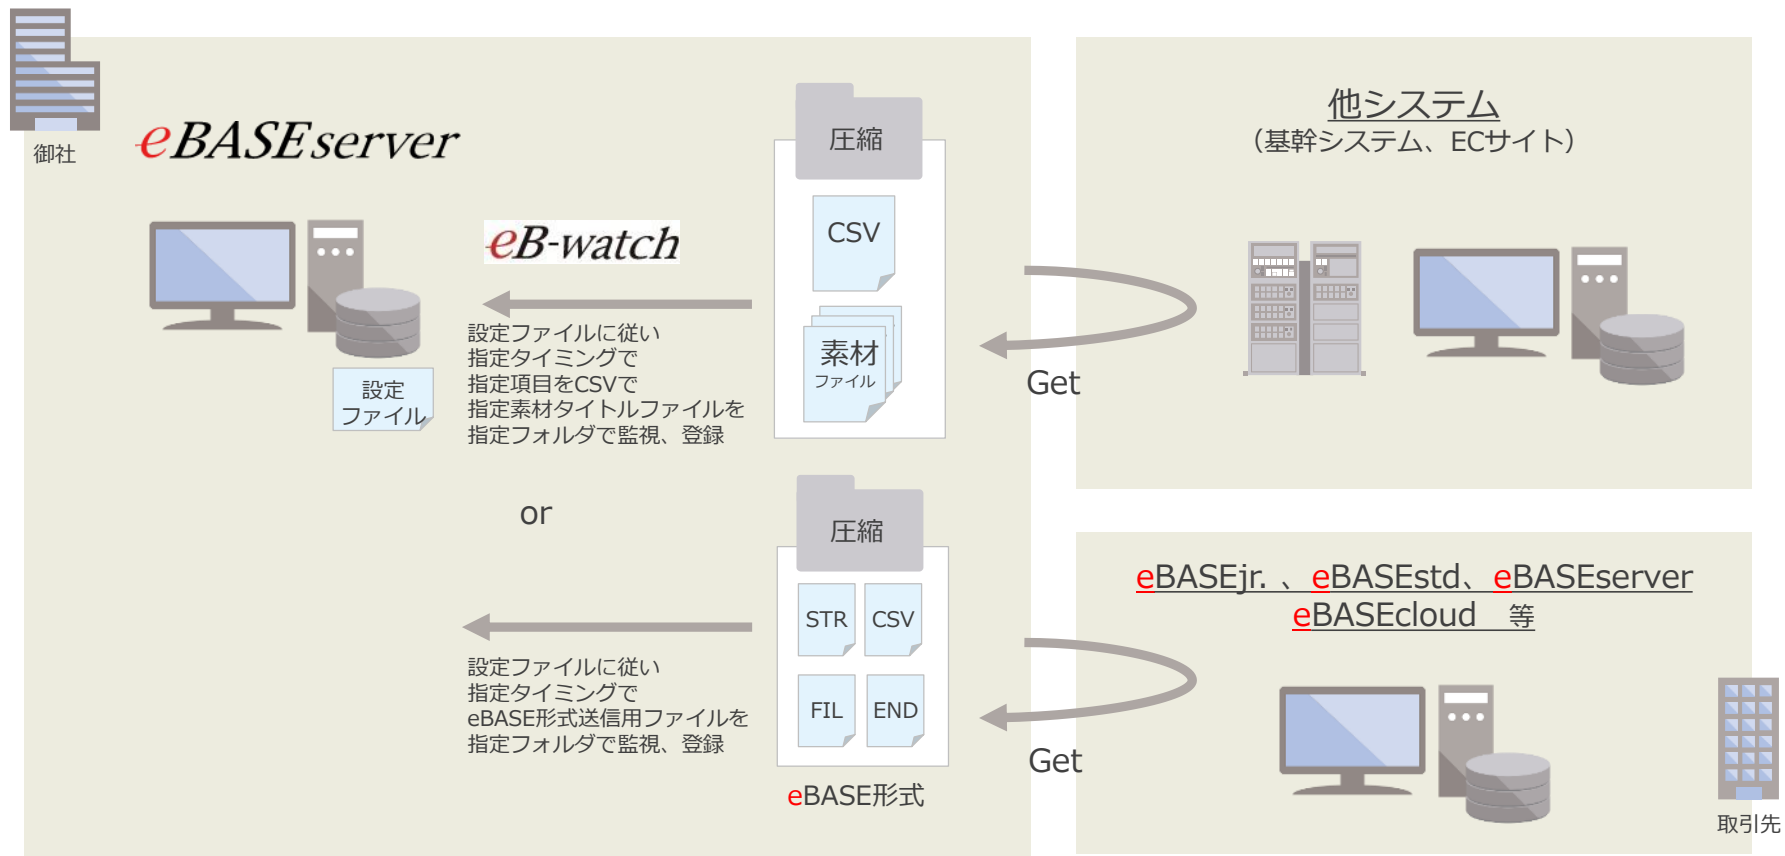 御社
eBASEserver
eB-watch
設定ファイルに従い
指定タイミングで
指定項目をCSVで
指定素材タイトルファイルを
指定フォルダで監視、登録
設定
ファイル
圧縮
CSV
素材
ファイル
Get
他システム
（基幹システム、ECサイト）
or
設定ファイルに従い
指定タイミングで
eBASE形式送信用ファイルを
指定フォルダで監視、登録
圧縮
STR CSV
FIL END
eBASE形式
Get
eBASEjr. 、eBASEstd、eBASEserver
eBASEcloud　等
取引先